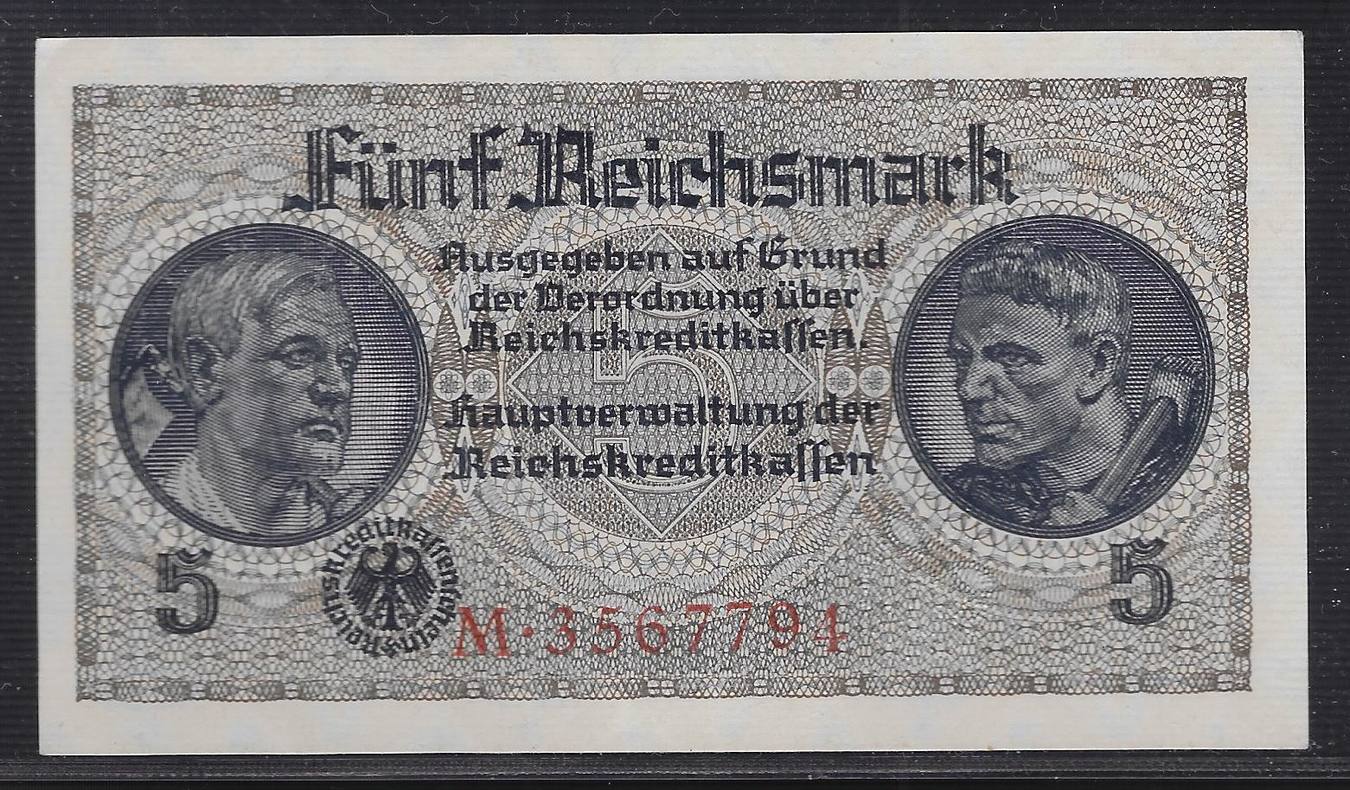 Fünf Reichsmark
Ausgegeben auf Grund
der Verordnung über
Reichskreditkaſſen.
Hauptverwaltung der
Reichskreditkaſſen
5
5
M·3567794